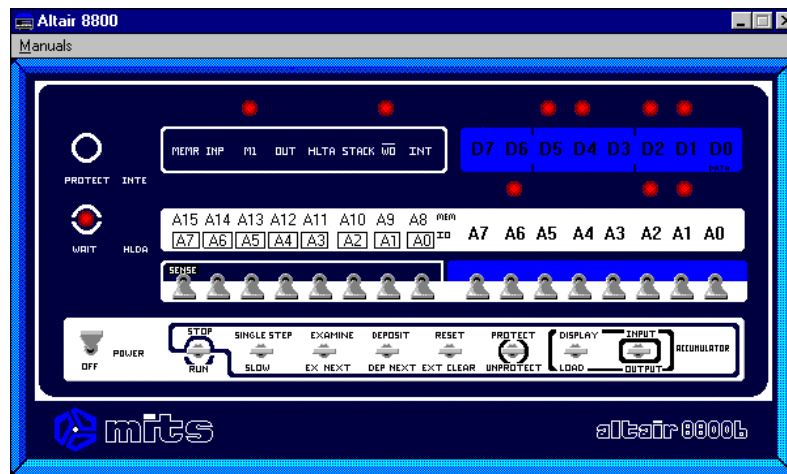 Altair 8800
Manuals
MEMR INP M1 OUT HLTA STACK WO INT
D7 D6 D5 D4 D3 D2 D1 D0
DATA
PROTECT INTE
A15 A14 A13 A12 A11 A10 A9 A8 MEM
A7 A6 A5 A4 A3 A2 A1 A0 IO A7 A6 A5 A4 A3 A2 A1 A0
WAIT HLDA
SENSE
STOP SINGLE STEP EXAMINE DEPOSIT RESET PROTECT DISPLAY INPUT
POWER ACCUMULATOR
OFF RUN SLOW EX NEXT DEP NEXT EXT CLEAR UNPROTECT LOAD OUTPUT
mits altair 8800b